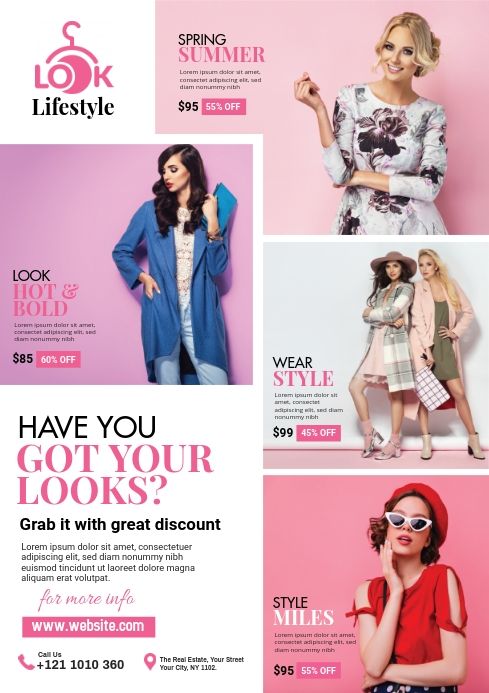 LOOK
Lifestyle
SPRING
SUMMER
Lorem ipsum dolor sit amet,
consectetur adipiscing elit, sed
diam nonummy nibh
$95 55% OFF
LOOK
HOT &
BOLD
Lorem ipsum dolor sit amet,
consectetur adipiscing elit, sed
diam nonummy nibh
$85 60% OFF
WEAR
STYLE
Lorem ipsum dolor sit
amet, consectet
adipiscing elit, sed diam
nonummy nibh
$99 45% OFF
HAVE YOU
GOT YOUR
LOOKS?
Grab it with great discount
Lorem ipsum dolor sit amet, consectetuer
adipiscing elit, sed diam nonummy nibh
euismod tincidunt ut laoreet dolore magna
aliquam erat volutpat.
for more info
www.website.com
Call Us
+121 1010 360
The Real Estate, Your Street
Your City, NY 1102.
STYLE
MILES
Lorem ipsum dolor sit amet,
consectetur adipiscing elit, sed
diam nonummy nibh
$95 55% OFF